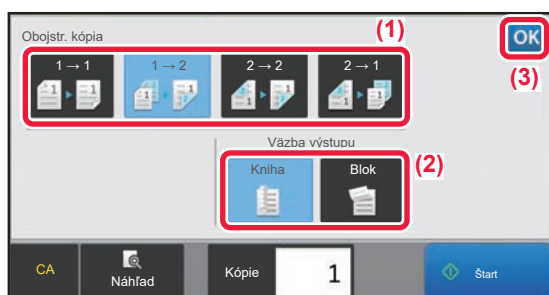 Obojstr. kópia
(1)
OK
(3)
1 → 1
1 → 2
2 → 2
2 → 1
Väzba výstupu
Kniha
Blok
(2)
CA
Náhľad
Kópie
1
Štart